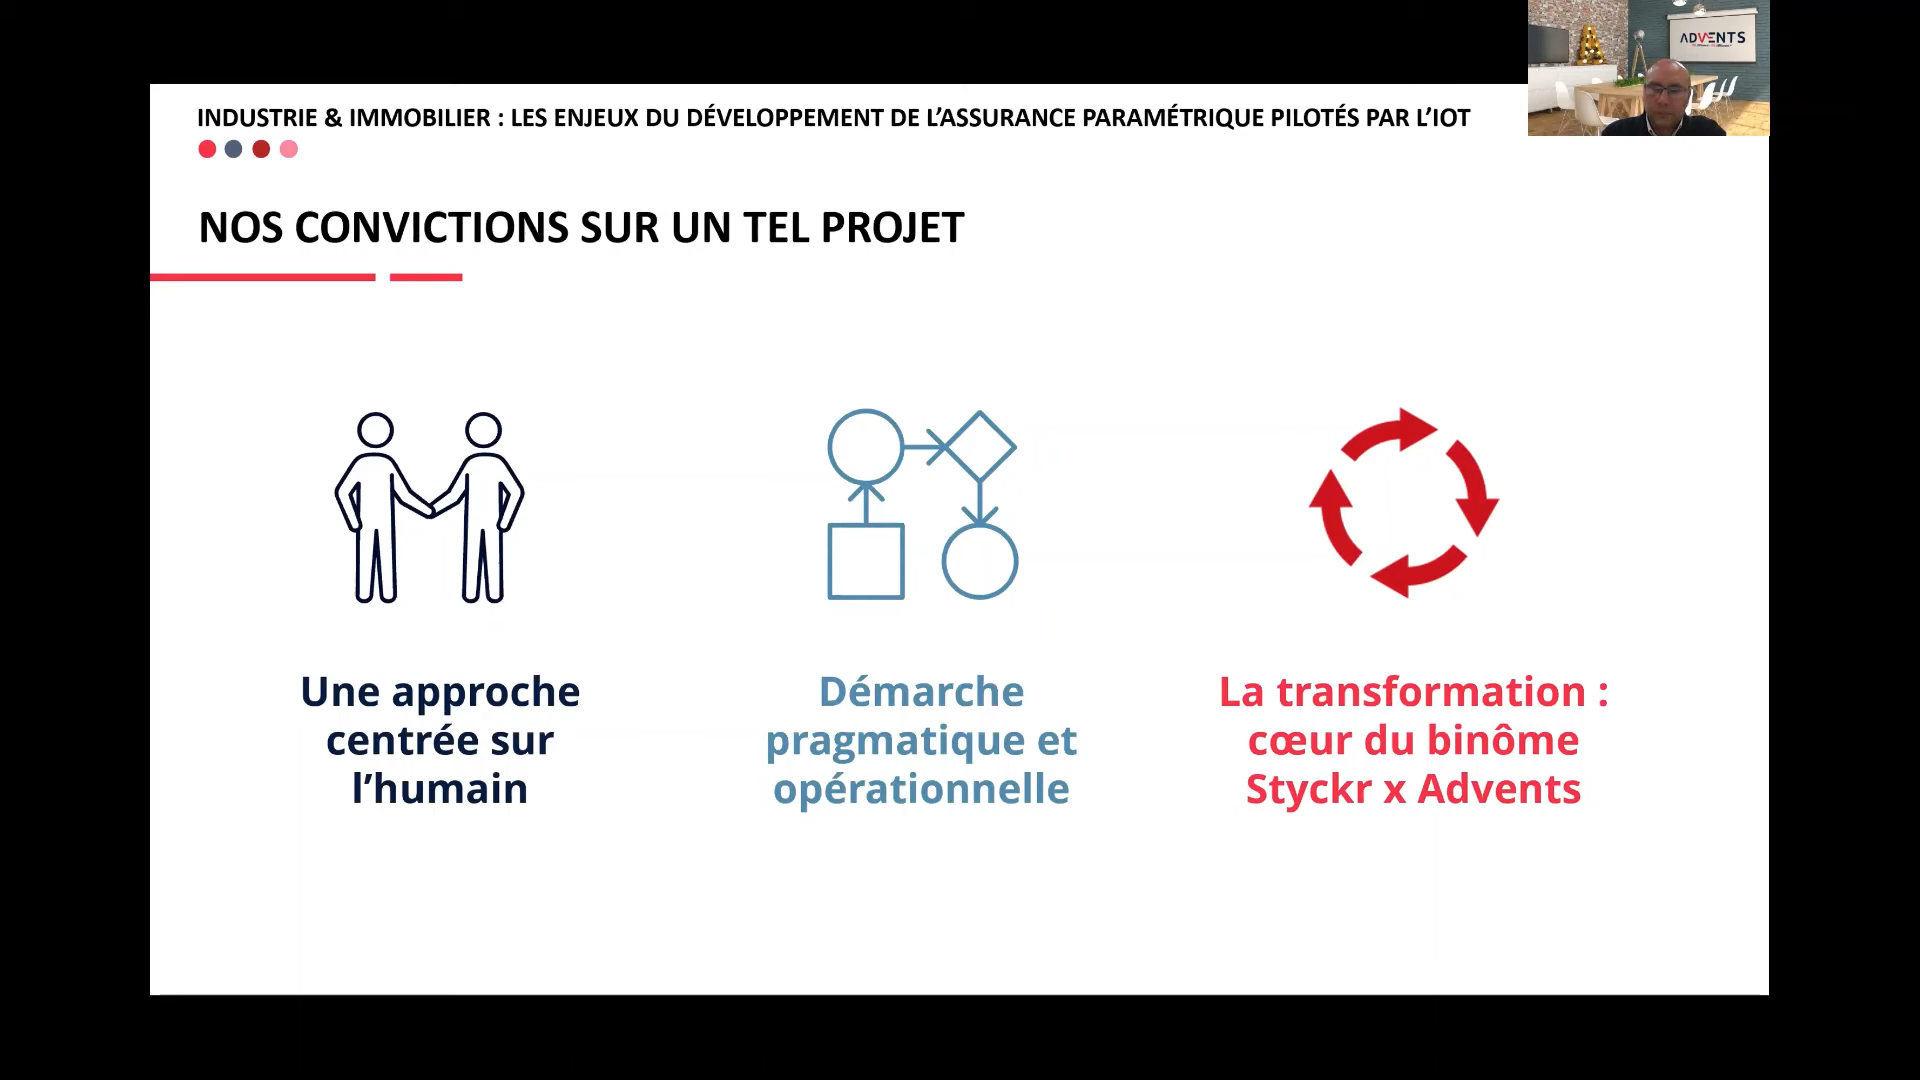 ADVENTS
INDUSTRIE & IMMOBILIER : LES ENJEUX DU DÉVELOPPEMENT DE L’ASSURANCE PARAMÉTRIQUE PILOTÉS PAR L’IOT
NOS CONVICTIONS SUR UN TEL PROJET
Une approche
centrée sur
l’humain
Démarche
pragmatique et
opérationnelle
La transformation :
cœur du binôme
Styckr x Advents